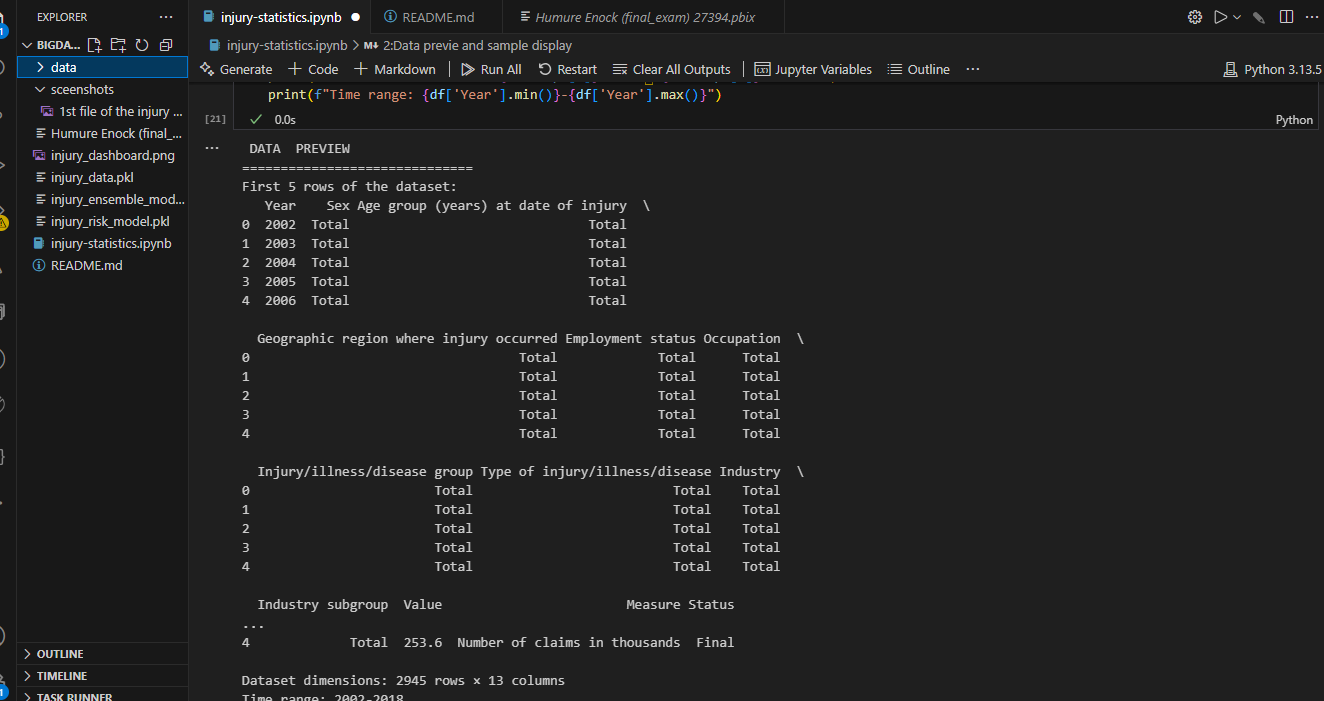 EXPLORER ...
injury-statistics.ipynb
README.md
Humure Enock (final_exam) 27394.pbix
BIGDA...
injury-statistics.ipynb > M↓ 2:Data previe and sample display
data
Generate + Code + Markdown | Run All Restart Clear All Outputs | Jupyter Variables Outline ... Python 3.13.5
sceenshots
1st file of the injury ...
Humure Enock (final_...
injury_dashboard.png
injury_data.pkl
injury_ensemble_mod...
injury_risk_model.pkl
injury-statistics.ipynb
README.md
OUTLINE
TIMELINE
TASK RUNNER
print(f"Time range: {df['Year'].min()}-{df['Year'].max()}")
[21] ✓ 0.0s Python
... DATA PREVIEW
==============================
First 5 rows of the dataset:
Year Sex Age group (years) at date of injury \
0 2002 Total Total
1 2003 Total Total
2 2004 Total Total
3 2005 Total Total
4 2006 Total Total
Geographic region where injury occurred Employment status Occupation \
0 Total Total Total
1 Total Total Total
2 Total Total Total
3 Total Total Total
4 Total Total Total
Injury/illness/disease group Type of injury/illness/disease Industry \
0 Total Total Total
1 Total Total Total
2 Total Total Total
3 Total Total Total
4 Total Total Total
Industry subgroup Value Measure Status
...
4 Total 253.6 Number of claims in thousands Final
Dataset dimensions: 2945 rows × 13 columns
Time range: 2002-2018